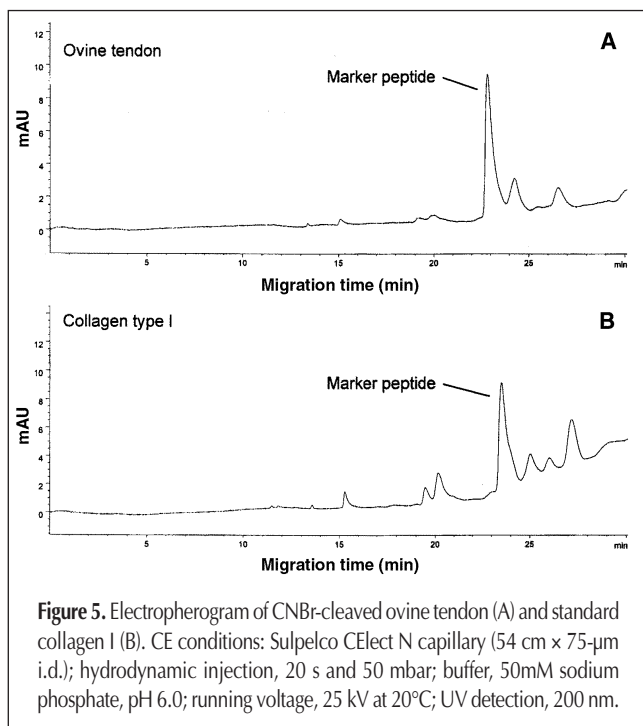 Ovine tendon
A
Marker peptide
mAU
12
10
8
6
4
2
0
5
10
15
20
25
min
Migration time (min)
Collagen type I
B
Marker peptide
mAU
12
10
8
6
4
2
0
5
10
15
20
25
min
Migration time (min)
Figure 5. Electropherogram of CNBr-cleaved ovine tendon (A) and standard
collagen I (B). CE conditions: Sulpelco CElect N capillary (54 cm × 75-µm
i.d.); hydrodynamic injection, 20 s and 50 mbar; buffer, 50mM sodium
phosphate, pH 6.0; running voltage, 25 kV at 20°C; UV detection, 200 nm.